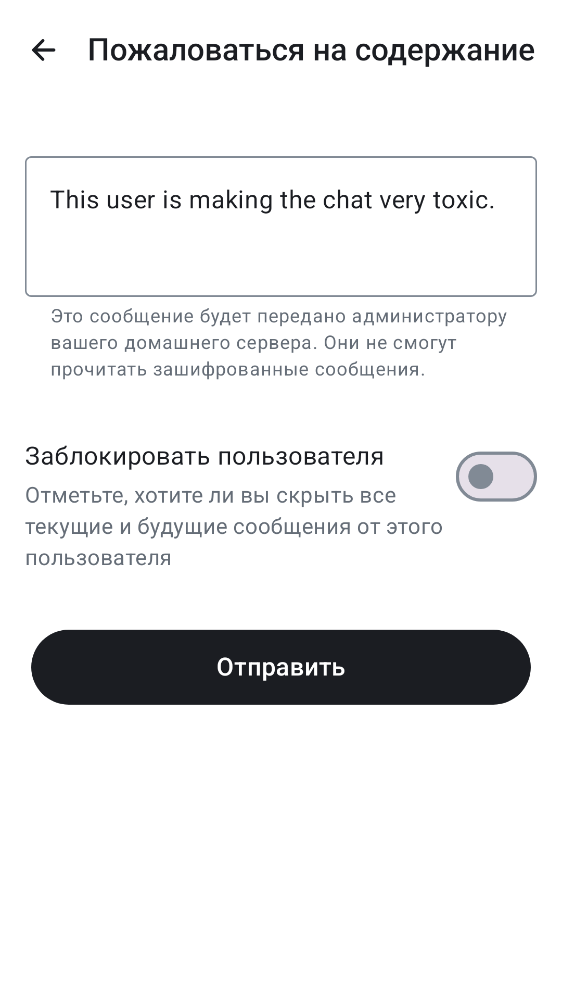 Пожаловаться на содержание
This user is making the chat very toxic.
Это сообщение будет передано администратору
вашего домашнего сервера. Они не смогут
прочитать зашифрованные сообщения.
Заблокировать пользователя
Отметьте, хотите ли вы скрыть все
текущие и будущие сообщения от этого
пользователя
Отправить